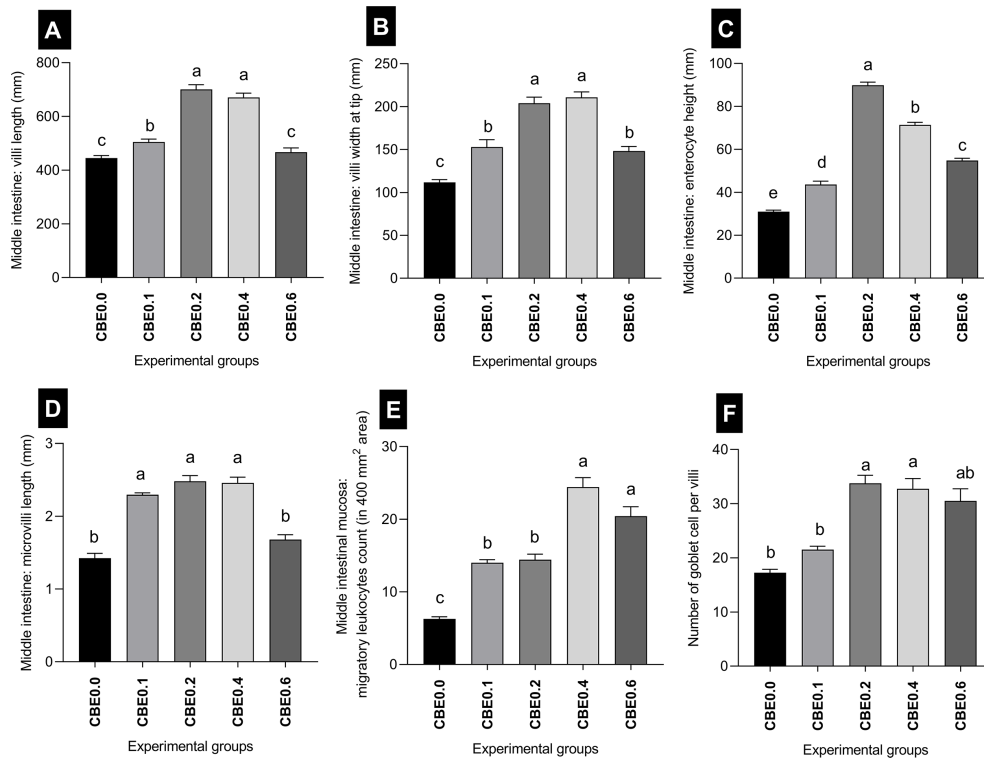 A
Middle intestine: villi length (mm)
800
600
400
200
0
c
b
a
a
c
CBE0.0
CBE0.1
CBE0.2
CBE0.4
CBE0.6
Experimental groups
B
Middle intestine: villi width at tip (mm)
250
200
150
100
50
0
c
b
a
a
b
CBE0.0
CBE0.1
CBE0.2
CBE0.4
CBE0.6
Experimental groups
C
Middle intestine: enterocyte height (mm)
100
80
60
40
20
0
e
d
a
b
c
CBE0.0
CBE0.1
CBE0.2
CBE0.4
CBE0.6
Experimental groups
D
Middle intestine: microvilli length (mm)
3
2
1
0
b
a
a
a
b
CBE0.0
CBE0.1
CBE0.2
CBE0.4
CBE0.6
Experimental groups
E
Middle intestinal mucosa:
migratory leukocytes count (in 400 mm² area)
30
20
10
0
c
b
b
a
a
CBE0.0
CBE0.1
CBE0.2
CBE0.4
CBE0.6
Experimental groups
F
Number of goblet cell per villi
40
30
20
10
0
b
b
a
a
ab
CBE0.0
CBE0.1
CBE0.2
CBE0.4
CBE0.6
Experimental groups